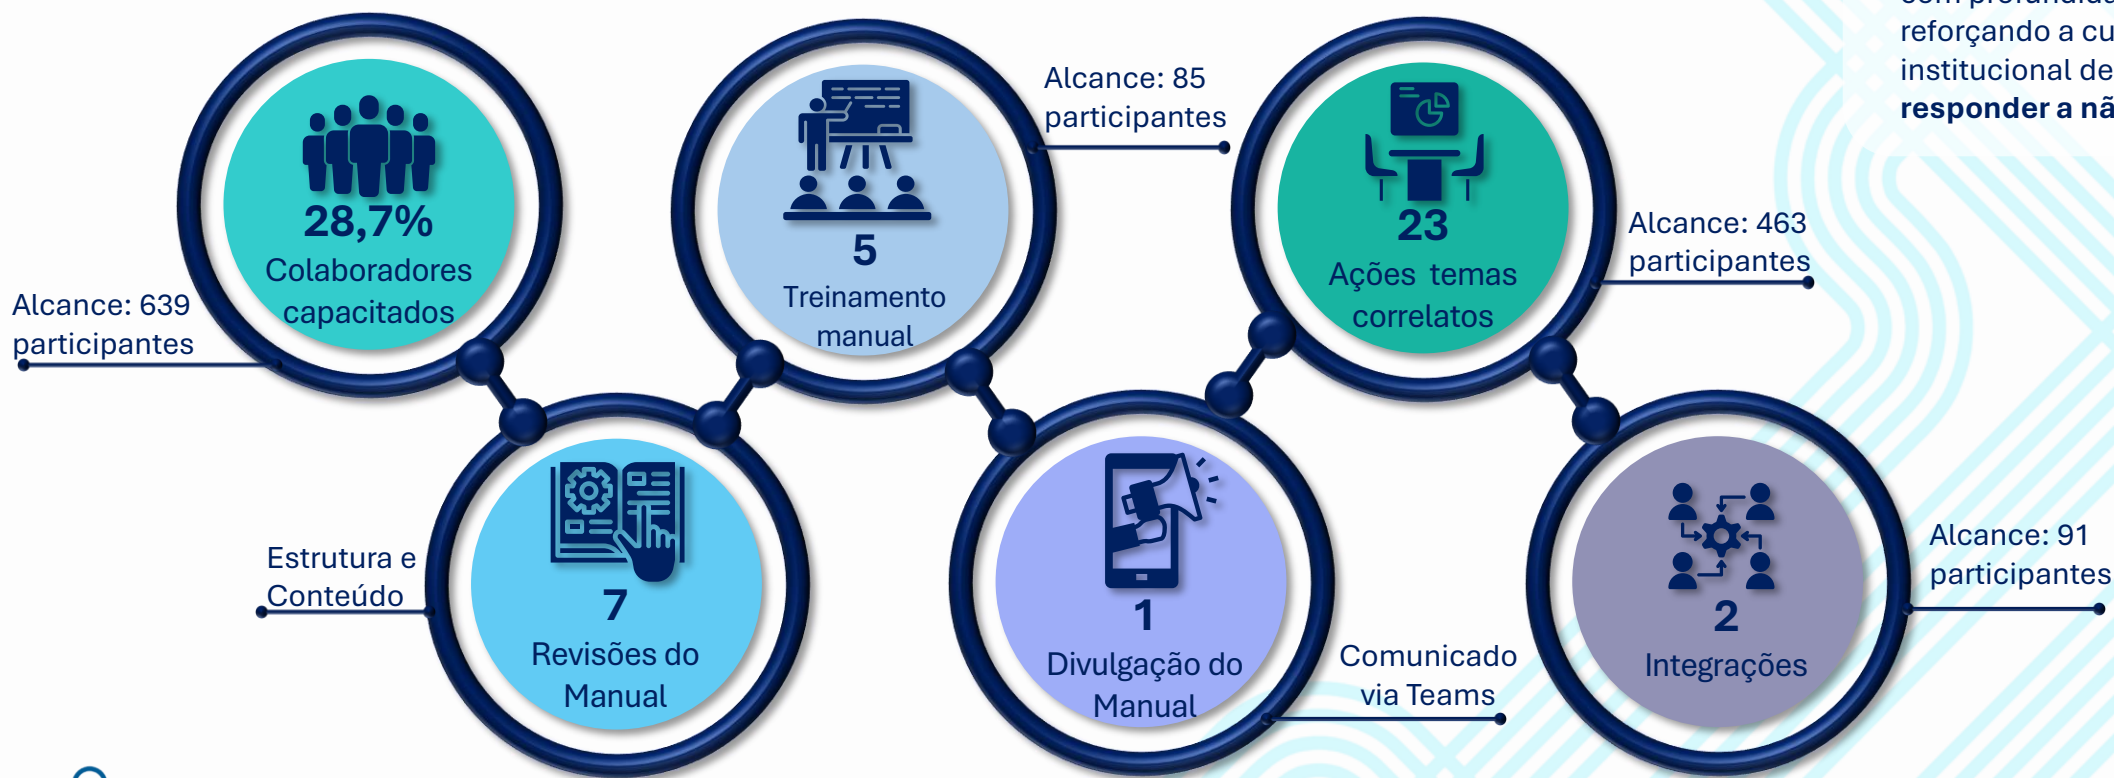 reforçando a
institucional de
responder a
Alcance: 639
participantes
28,7%
Colaboradores
capacitados
Estrutura e
Conteúdo
7
Revisões do
Manual
Alcance: 85
participantes
5
Treinamento
manual
1
Divulgação do
Manual
Comunicado
via Teams
23
Ações temas
correlatos
Alcance: 463
participantes
2
Integrações
Alcance: 91
participantes